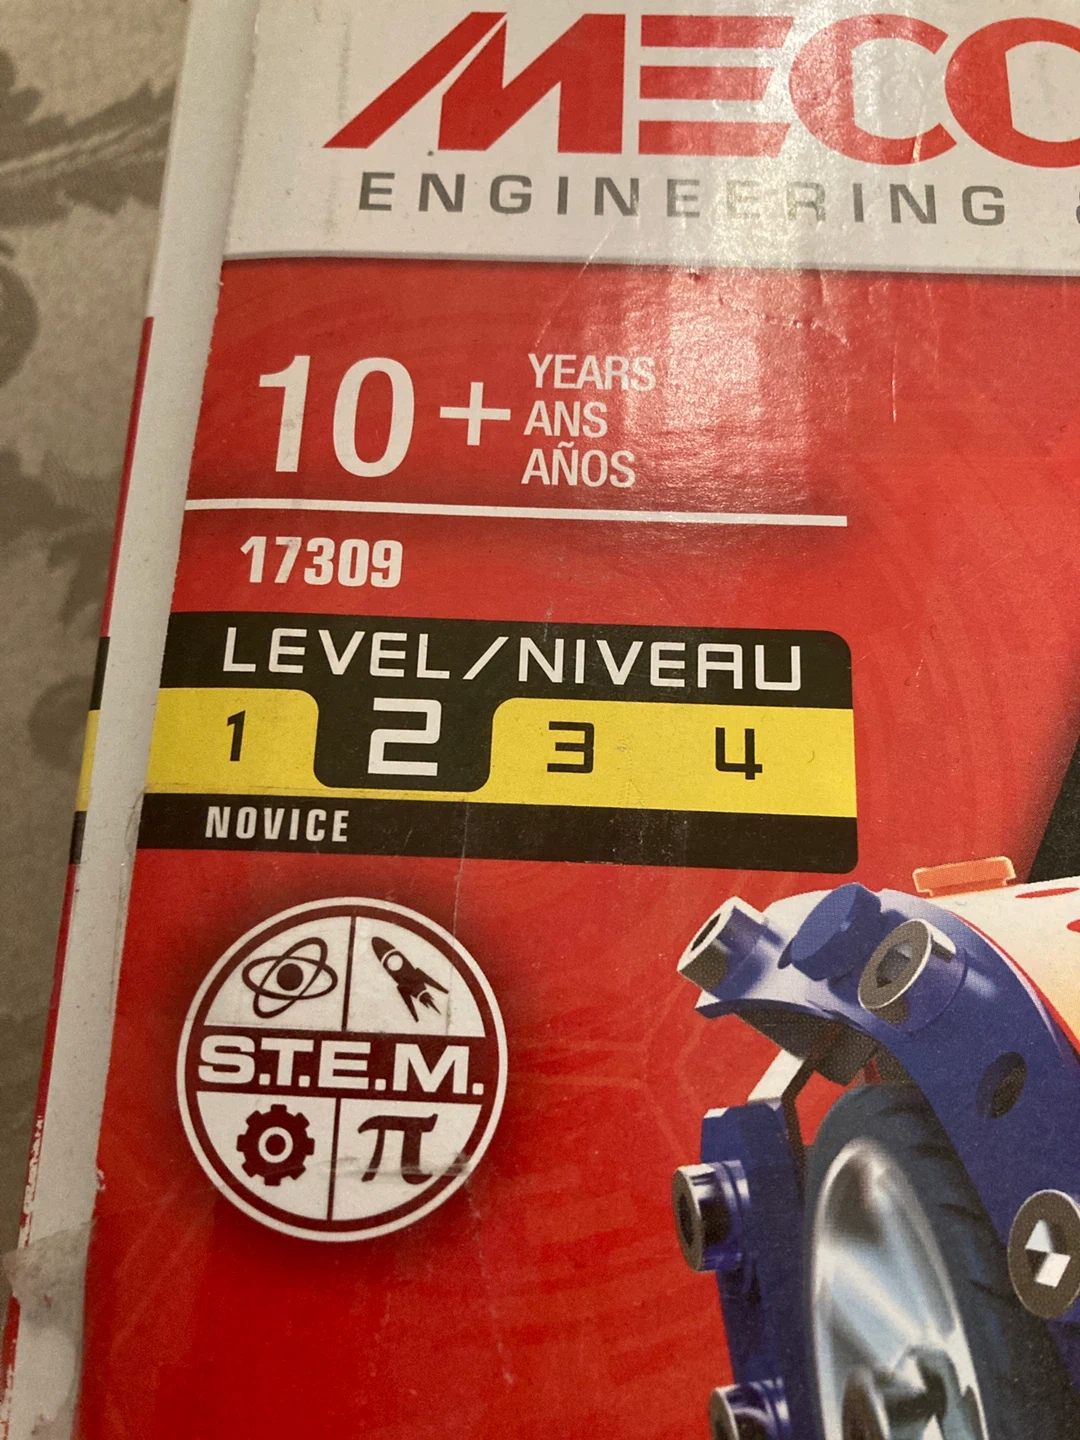 MECC
ENGINEERING &
10+ YEARS
ANS
AÑOS
17309
LEVEL/NIVEAU
1 2 3 4
NOVICE
S.T.E.M.
π